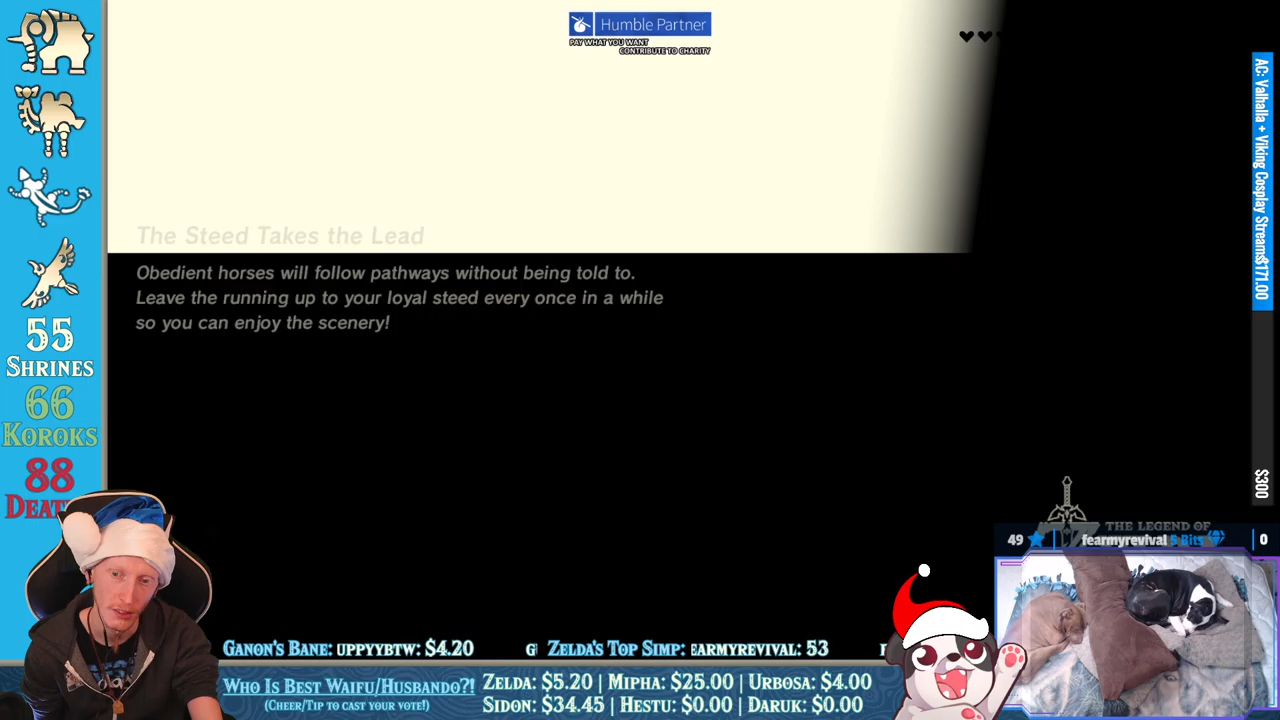 Humble Partner
PAY WHAT YOU WANT
CONTRIBUTE TO CHARITY
AC: Valhalla + Viking Cosplay Streams $171.00
$300
The Steed Takes the Lead
Obedient horses will follow pathways without being told to.
Leave the running up to your loyal steed every once in a while
so you can enjoy the scenery!
55
SHRINES
66
KOROKS
88
THE LEGEND OF
49
fearmyrevival 5 Bits
0
GANON'S BANE: UPPYYBTW: $4.20
G ZELDA'S TOP SIMP: EARMYREVIVAL: 53
WHO IS BEST WAIFU/HUSBANDO?!
(CHEER/TIP TO CAST YOUR VOTE!)
ZELDA: $5.20 | MIPHA: $25.00 | URBOSA: $4.00
SIDON: $34.45 | HESTU: $0.00 | DARUK: $0.00